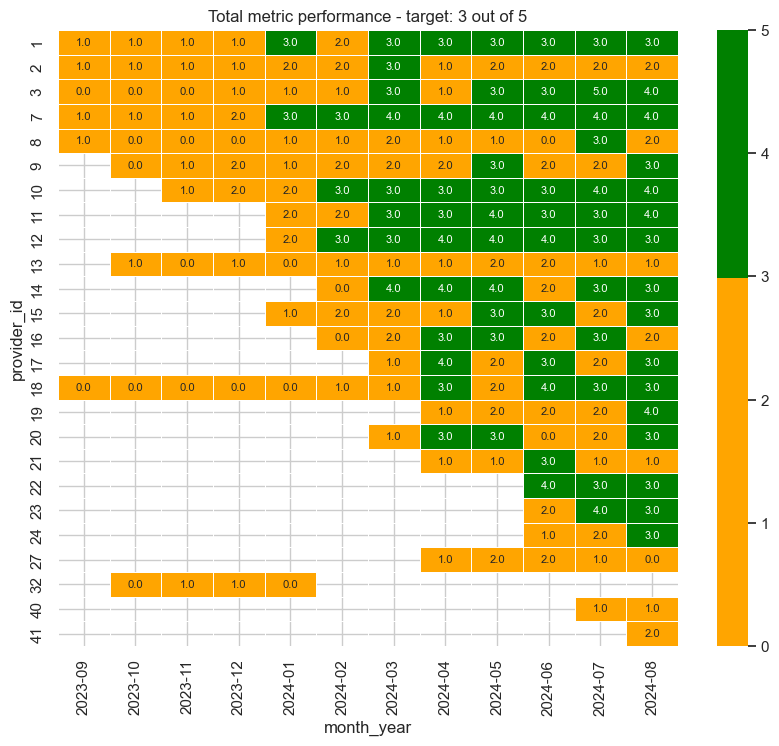 Total metric performance - target: 3 out of 5
provider_id
1 1.0 1.0 1.0 1.0 3.0 2.0 3.0 3.0 3.0 3.0 3.0 3.0
2 1.0 1.0 1.0 1.0 2.0 2.0 3.0 1.0 2.0 2.0 2.0 2.0
3 0.0 0.0 0.0 1.0 1.0 1.0 3.0 1.0 3.0 3.0 5.0 4.0
7 1.0 1.0 1.0 2.0 3.0 3.0 4.0 4.0 4.0 4.0 4.0 4.0
8 1.0 0.0 0.0 0.0 1.0 1.0 2.0 1.0 1.0 0.0 3.0 2.0
9 0.0 1.0 2.0 1.0 2.0 2.0 2.0 3.0 2.0 2.0 3.0
10 1.0 2.0 2.0 3.0 3.0 3.0 3.0 3.0 4.0 4.0
11 2.0 2.0 3.0 3.0 4.0 3.0 3.0 4.0
12 2.0 3.0 3.0 4.0 4.0 4.0 3.0 3.0
13 1.0 0.0 1.0 0.0 1.0 1.0 1.0 2.0 2.0 1.0 1.0
14 0.0 4.0 4.0 4.0 2.0 3.0 3.0
15 1.0 2.0 2.0 1.0 3.0 3.0 2.0 3.0
16 0.0 2.0 3.0 3.0 2.0 3.0 2.0
17 1.0 4.0 2.0 3.0 2.0 3.0
18 0.0 0.0 0.0 0.0 0.0 1.0 1.0 3.0 2.0 4.0 3.0 3.0
19 1.0 2.0 2.0 2.0 4.0
20 1.0 3.0 3.0 0.0 2.0 3.0
21 1.0 1.0 3.0 1.0 1.0
22 4.0 3.0 3.0
23 2.0 4.0 3.0
24 1.0 2.0 3.0
27 1.0 2.0 2.0 1.0 0.0
32 0.0 1.0 1.0 0.0
40 1.0 1.0
41 2.0
2023-09 2023-10 2023-11 2023-12 2024-01 2024-02 2024-03 2024-04 2024-05 2024-06 2024-07 2024-08
month_year
5
4
3
2
1
0